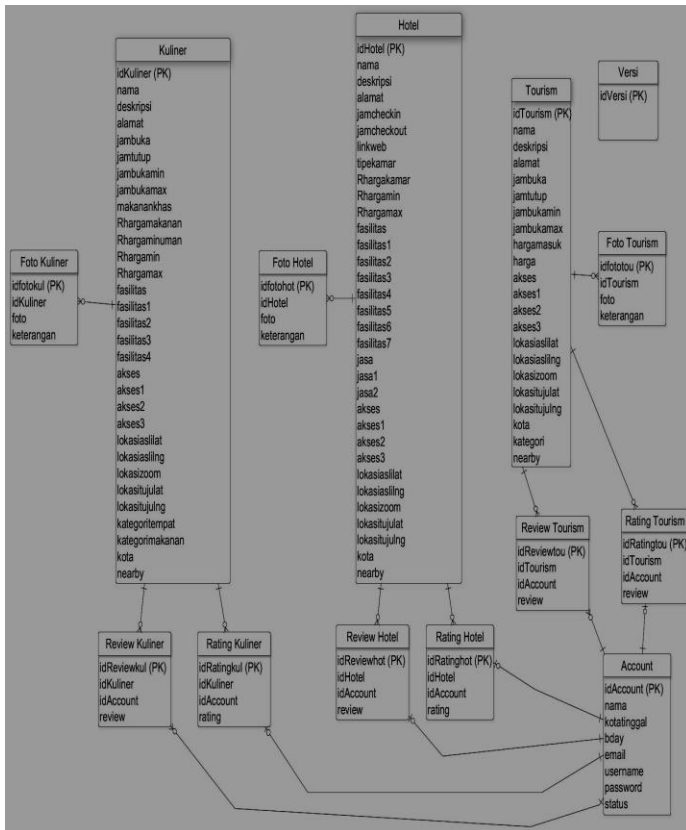 Kuliner
idKuliner (PK)
nama
deskripsi
alamat
jambuka
jamtutup
jambukamin
jambukamax
makanankhas
Rhargamakanan
Rhargaminuman
Rhargamin
Rhargamax
fasilitas
fasilitas1
fasilitas2
fasilitas3
fasilitas4
akses
akses1
akses2
akses3
lokasiaslilat
lokasiaslilng
lokasizoom
lokasitujulat
lokasitujulng
kategoritempat
kategorimakanan
kota
nearby
Hotel
idHotel (PK)
nama
deskripsi
alamat
jamcheckin
jamcheckout
linkweb
tipekamar
Rhargakamar
Rhargamin
Rhargamax
fasilitas
fasilitas1
fasilitas2
fasilitas3
fasilitas4
fasilitas5
fasilitas6
fasilitas7
jasa
jasa1
jasa2
akses
akses1
akses2
akses3
lokasiaslilat
lokasiaslilng
lokasizoom
lokasitujulat
lokasitujulng
kota
nearby
Tourism
idTourism (PK)
nama
deskripsi
alamat
jambuka
jamtutup
jambukamin
jambukamax
hargamasuk
harga
akses
akses1
akses2
akses3
lokasiaslilat
lokasiaslilng
lokasizoom
lokasitujulat
lokasitujulng
kota
kategori
nearby
Versi
idVersi (PK)
Foto Kuliner
idfotokul (PK)
idKuliner
foto
keterangan
Foto Hotel
idfotohot (PK)
idHotel
foto
keterangan
Foto Tourism
idfototou (PK)
idTourism
foto
keterangan
Review Kuliner
idReviewkul (PK)
idKuliner
idAccount
review
Rating Kuliner
idRatingkul (PK)
idKuliner
idAccount
rating
Review Hotel
idReviewhot (PK)
idHotel
idAccount
review
Rating Hotel
idRatinghot (PK)
idHotel
idAccount
rating
Review Tourism
idReviewtou (PK)
idTourism
idAccount
review
Rating Tourism
idRatingtou (PK)
idTourism
idAccount
review
Account
idAccount (PK)
nama
kotatinggal
bday
email
username
password
status